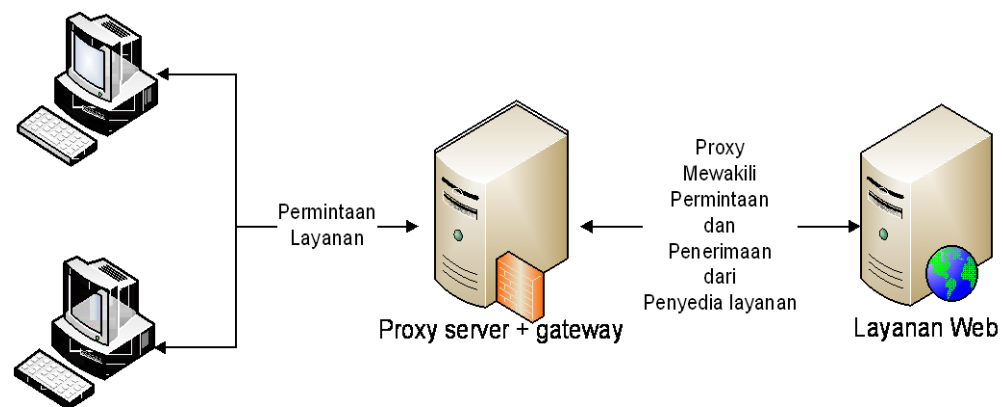 Permintaan
Layanan
Proxy server + gateway
Proxy
Mewakili
Permintaan
dan
Penerimaan
dari
Penyedia layanan
Layanan Web